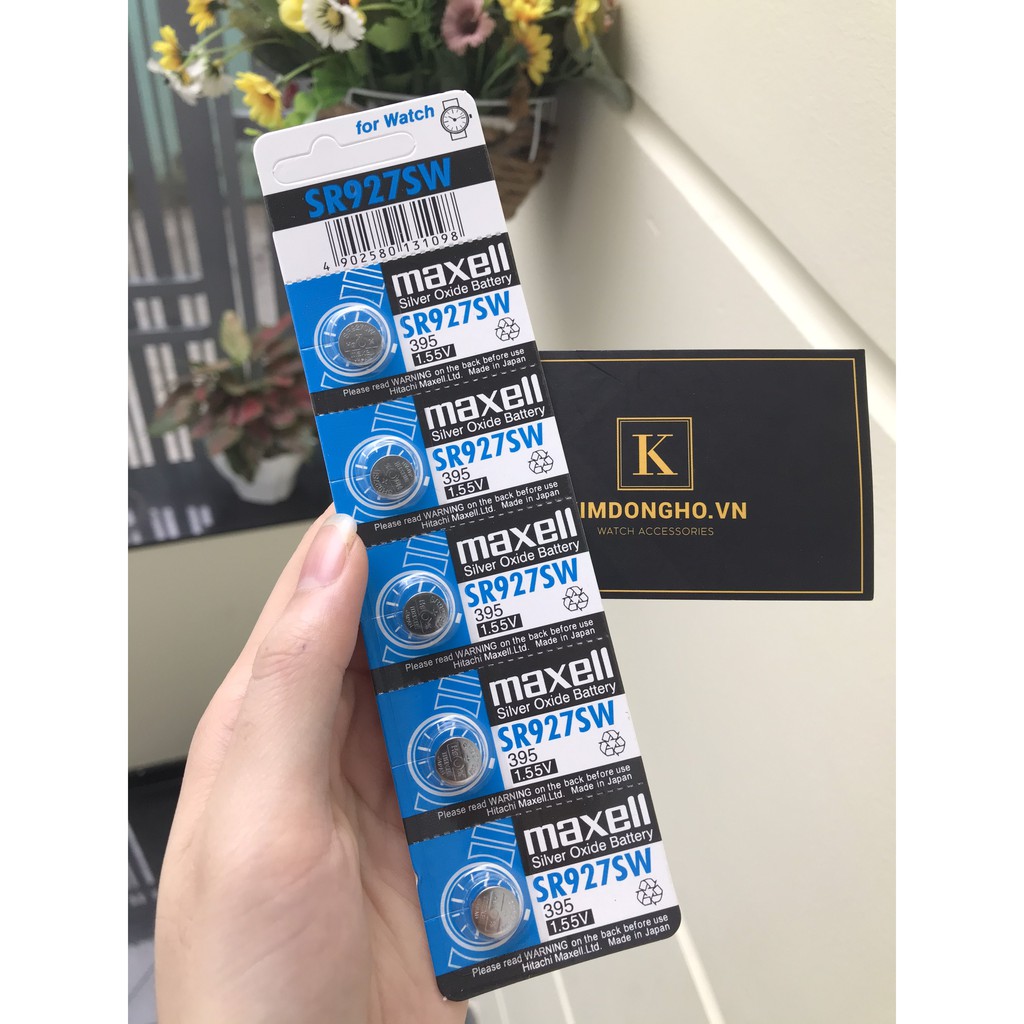 for Watch
SR927SW
4 902580 131098
maxell
Silver Oxide Battery
SR927SW
395
1.55V
Please read WARNING on the back before use
Hitachi Maxell.Ltd. Made in Japan
maxell
Silver Oxide Battery
SR927SW
395
1.55V
Please read WARNING on the back before use
Hitachi Maxell.Ltd. Made in Japan
maxell
Silver Oxide Battery
SR927SW
395
1.55V
Please read WARNING on the back before use
Hitachi Maxell.Ltd. Made in Japan
maxell
Silver Oxide Battery
SR927SW
395
1.55V
Please read WARNING on the back before use
Hitachi Maxell.Ltd. Made in Japan
maxell
Silver Oxide Battery
SR927SW
395
1.55V
Please read WARNING on the back before use
Hitachi Maxell.Ltd. Made in Japan
K
IMDONGHO.VN
WATCH ACCESSORIES